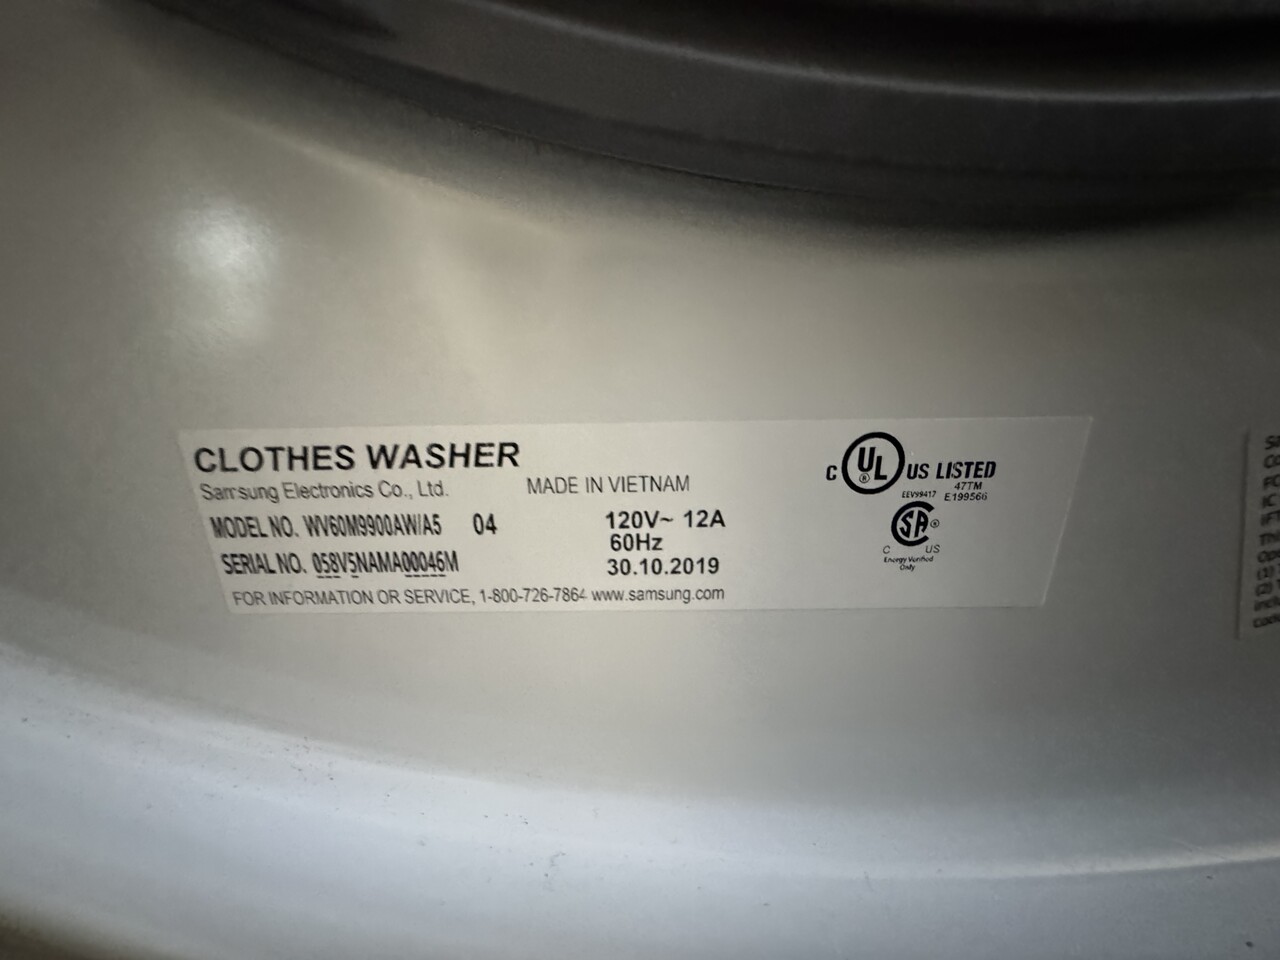 CLOTHES WASHER
Samsung Electronics Co., Ltd. MADE IN VIETNAM
MODEL NO. WV60M9900AW/A5 04 120V~ 12A
60Hz
SERIAL NO. 058V5NAMA00046M 30.10.2019
FOR INFORMATION OR SERVICE, 1-800-726-7864 www.samsung.com
C UL ® US LISTED
47TM
EEV99417 E199566
SA ®
C US
Energy Verified
Only